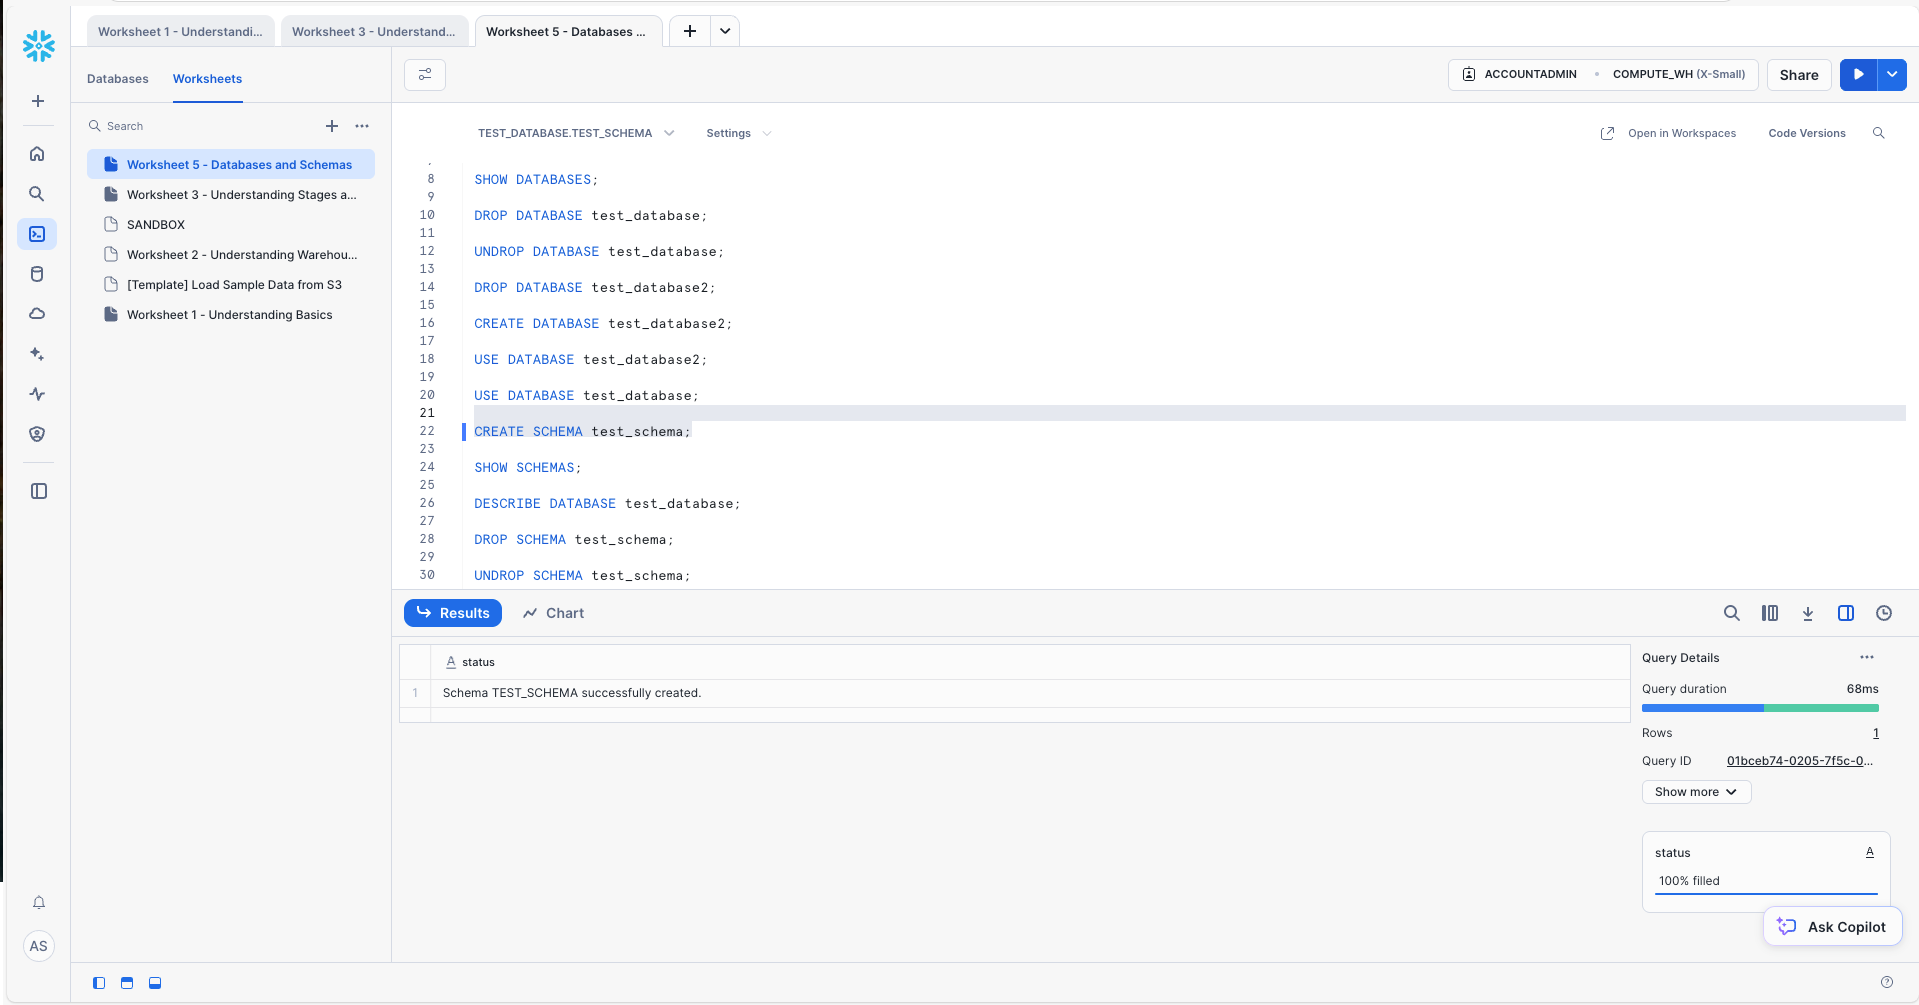 Worksheet 1 - Understandi...
Worksheet 3 - Understand...
Worksheet 5 - Databases ...
Databases
Worksheets
ACCOUNTADMIN
COMPUTE_WH (X-Small)
Share
Search
TEST_DATABASE.TEST_SCHEMA
Settings
Open in Workspaces
Code Versions
Worksheet 5 - Databases and Schemas
Worksheet 3 - Understanding Stages a...
SANDBOX
Worksheet 2 - Understanding Warehou...
[Template] Load Sample Data from S3
Worksheet 1 - Understanding Basics
8 SHOW DATABASES;
9
10 DROP DATABASE test_database;
11
12 UNDROP DATABASE test_database;
13
14 DROP DATABASE test_database2;
15
16 CREATE DATABASE test_database2;
17
18 USE DATABASE test_database2;
19
20 USE DATABASE test_database;
21
22 CREATE SCHEMA test_schema;
23
24 SHOW SCHEMAS;
25
26 DESCRIBE DATABASE test_database;
27
28 DROP SCHEMA test_schema;
29
30 UNDROP SCHEMA test_schema;
Results
Chart
A status
1 Schema TEST_SCHEMA successfully created.
Query Details
Query duration 68ms
Rows 1
Query ID 01bceb74-0205-7f5c-0...
Show more
status A
100% filled
Ask Copilot
AS